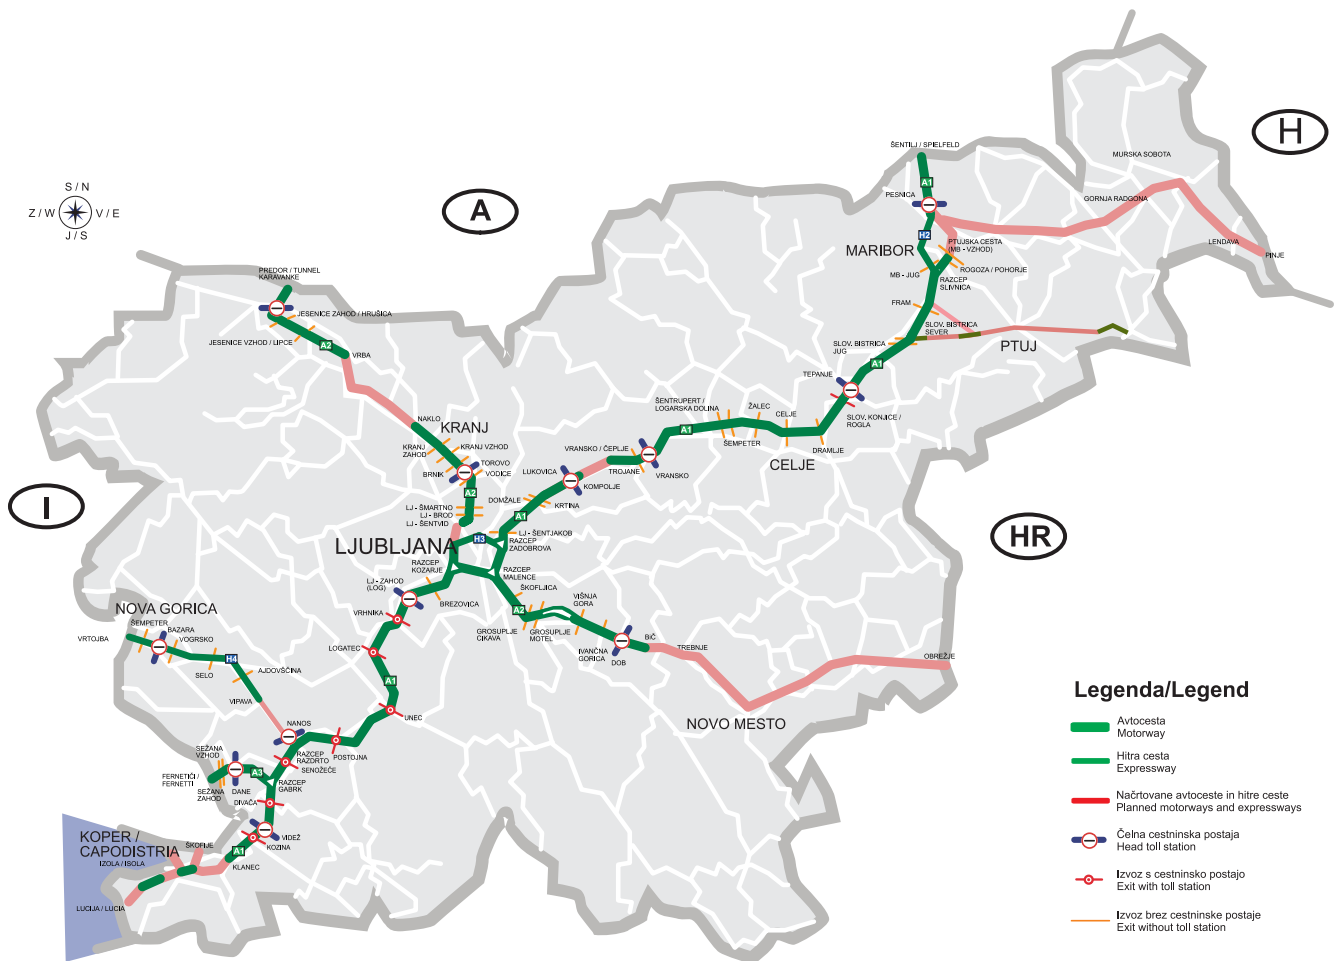 H
MURSKA SOBOTA
GORNJA RADGONA
LENDAVA
PINJE
ŠENTILJ / SPIELFELD
A1
PESNICA
H2
MARIBOR
PTUJSKA CESTA
(MB - VZHOD)
MB - JUG
ROGOZA / POHORJE
RAZCEP
SLIVNICA
FRAM
SLOV. BISTRICA
SEVER
SLOV. BISTRICA
JUG
PTUJ
A1
TEPANJE
SLOV. KONJICE /
ROGLA
S / N
Z / W
V / E
J / S
A
PREDOR / TUNNEL
KARAVANKE
JESENICE ZAHOD / HRUŠICA
JESENICE VZHOD / LIPCE
A2
VRBA
NAKLO
KRANJ
KRANJ
ZAHOD
KRANJ VZHOD
BRNIK
TOROVO
VODICE
A2
LJ - ŠMARTNO
LJ - BROD
LJ - ŠENTVID
ŠENTRUPERT /
LOGARSKA DOLINA
ŽALEC
CELJE
A1
ŠEMPETER
CELJE
DRAMLJE
VRANSKO / ČEPLJE
TROJANE
VRANSKO
LUKOVICA
KOMPOLJE
DOMŽALE
KRTINA
A1
I
HR
LJ - ŠENTJAKOB
RAZCEP
ZADOBROVA
H3
LJUBLJANA
RAZCEP
KOZARJE
RAZCEP
MALENCE
LJ - ZAHOD
(LOG)
BREZOVICA
ŠKOFLJICA
VIŠNJA
GORA
A2
GROSUPLJE
CIKAVA
GROSUPLJE
MOTEL
IVANČNA
GORICA
DOB
BIČ
TREBNJE
OBREŽJE
NOVO MESTO
VRHNIKA
LOGATEC
A1
UNEC
NOVA GORICA
ŠEMPETER
BAZARA
VRTOJBA
VOGRSKO
H4
SELO
AJDOVŠČINA
VIPAVA
NANOS
POSTOJNA
RAZCEP
RAZDRTO
SENOŽEČE
SEŽANA
VZHOD
FERNETIČI /
FERNETTI
A3
SEŽANA
ZAHOD
DANE
RAZCEP
GABRK
DIVAČA
VIDEŽ
KOZINA
A1
KLANEC
KOPER /
CAPODISTRIA
ŠKOFIJE
IZOLA / ISOLA
LUCIJA / LUCIA
Legenda/Legend
Avtocesta
Motorway
Hitra cesta
Expressway
Načrtovane avtoceste in hitre ceste
Planned motorways and expressways
Čelna cestninska postaja
Head toll station
Izvoz s cestninsko postajo
Exit with toll station
Izvoz brez cestninske postaje
Exit without toll station